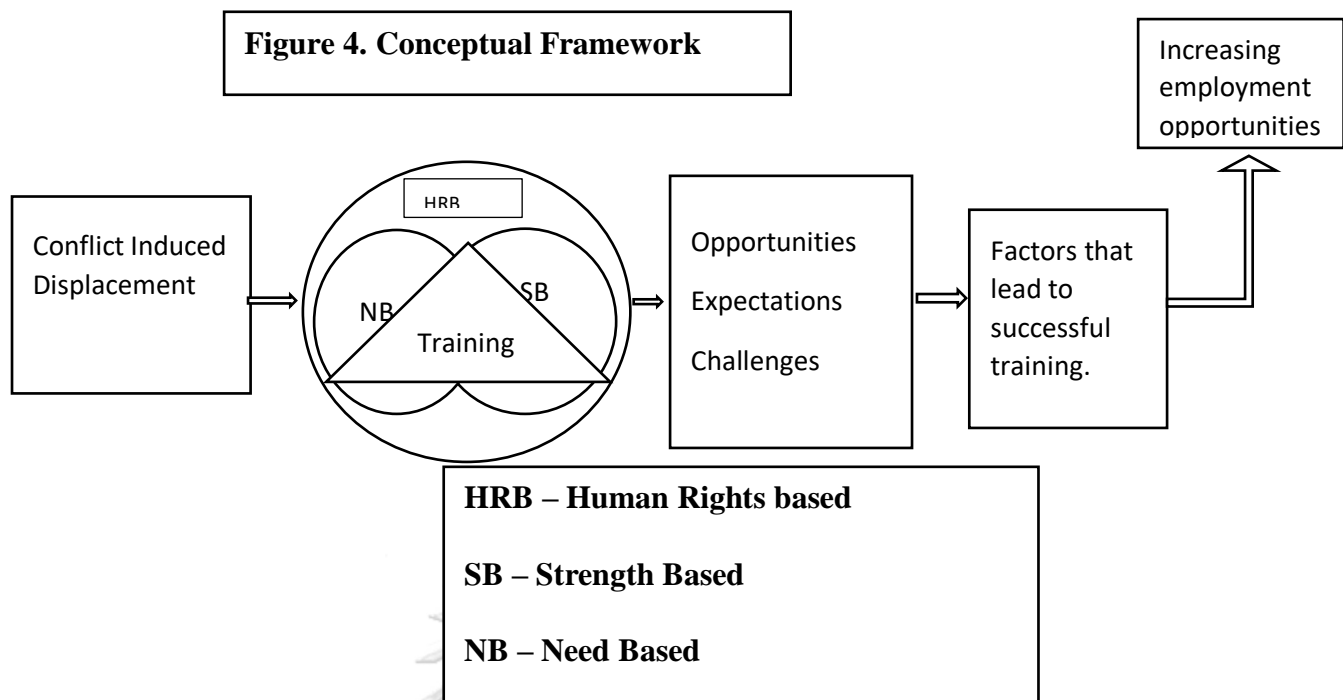 Figure 4. Conceptual Framework
Increasing
employment
opportunities
Conflict Induced
Displacement
HRB
NB
SB
Training
Opportunities
Expectations
Challenges
Factors that
lead to
successful
training.
HRB – Human Rights based
SB – Strength Based
NB – Need Based